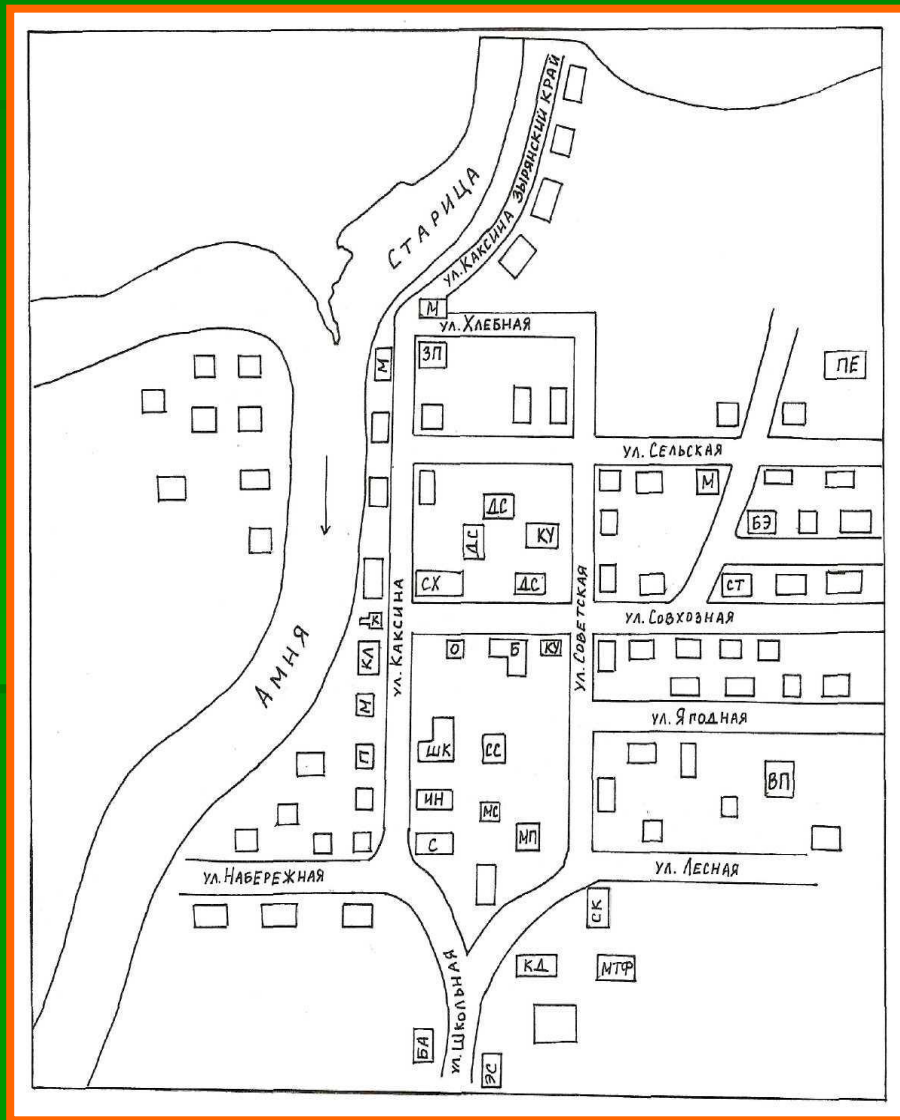 СТАРИЦА
УЛ. КАКСИНА ЗЫРЯНСКИЙ КРАЙ
М
УЛ. ХЛЕБНАЯ
М
ЗП
ПЕ
УЛ. СЕЛЬСКАЯ
М
ДС
ДС
КУ
БЭ
СХ
ДС
СТ
АМНЯ
УЛ. КАКСИНА
УЛ. СОВЕТСКАЯ
УЛ. СОВХОЗНАЯ
К
КЛ
О
Б
КУ
М
УЛ. ЯГОДНАЯ
П
ШК
СС
ВП
ИН
МС
С
МП
УЛ. НАБЕРЕЖНАЯ
УЛ. ЛЕСНАЯ
СК
УЛ. ШКОЛЬНАЯ
КД
МТФ
БА
ЭС